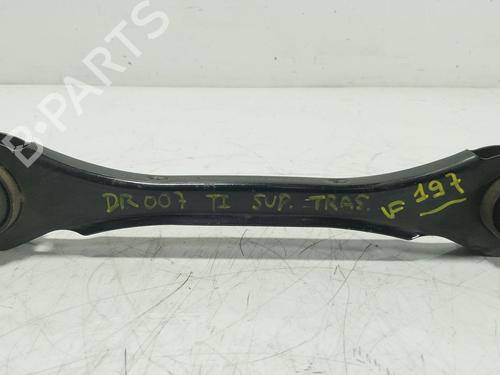 B-PARTS
DR007 TI SUP. TRAS.
VF 197